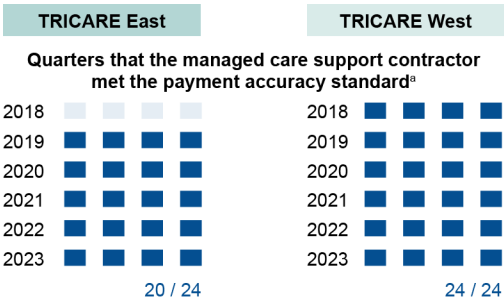 TRICARE East
TRICARE West
Quarters that the managed care support contractor
met the payment accuracy standardᵃ
2018
2019
2020
2021
2022
2023
20 / 24
2018
2019
2020
2021
2022
2023
24 / 24